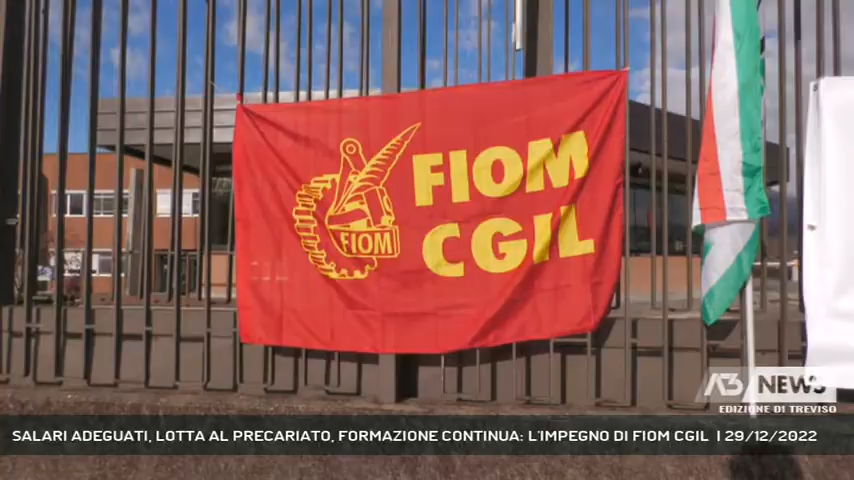 FIOM
CGIL
FIOM
A3 NEWS
EDIZIONE DI TREVISO
SALARI ADEGUATI, LOTTA AL PRECARIATO, FORMAZIONE CONTINUA: L'IMPEGNO DI FIOM CGIL | 29/12/2022